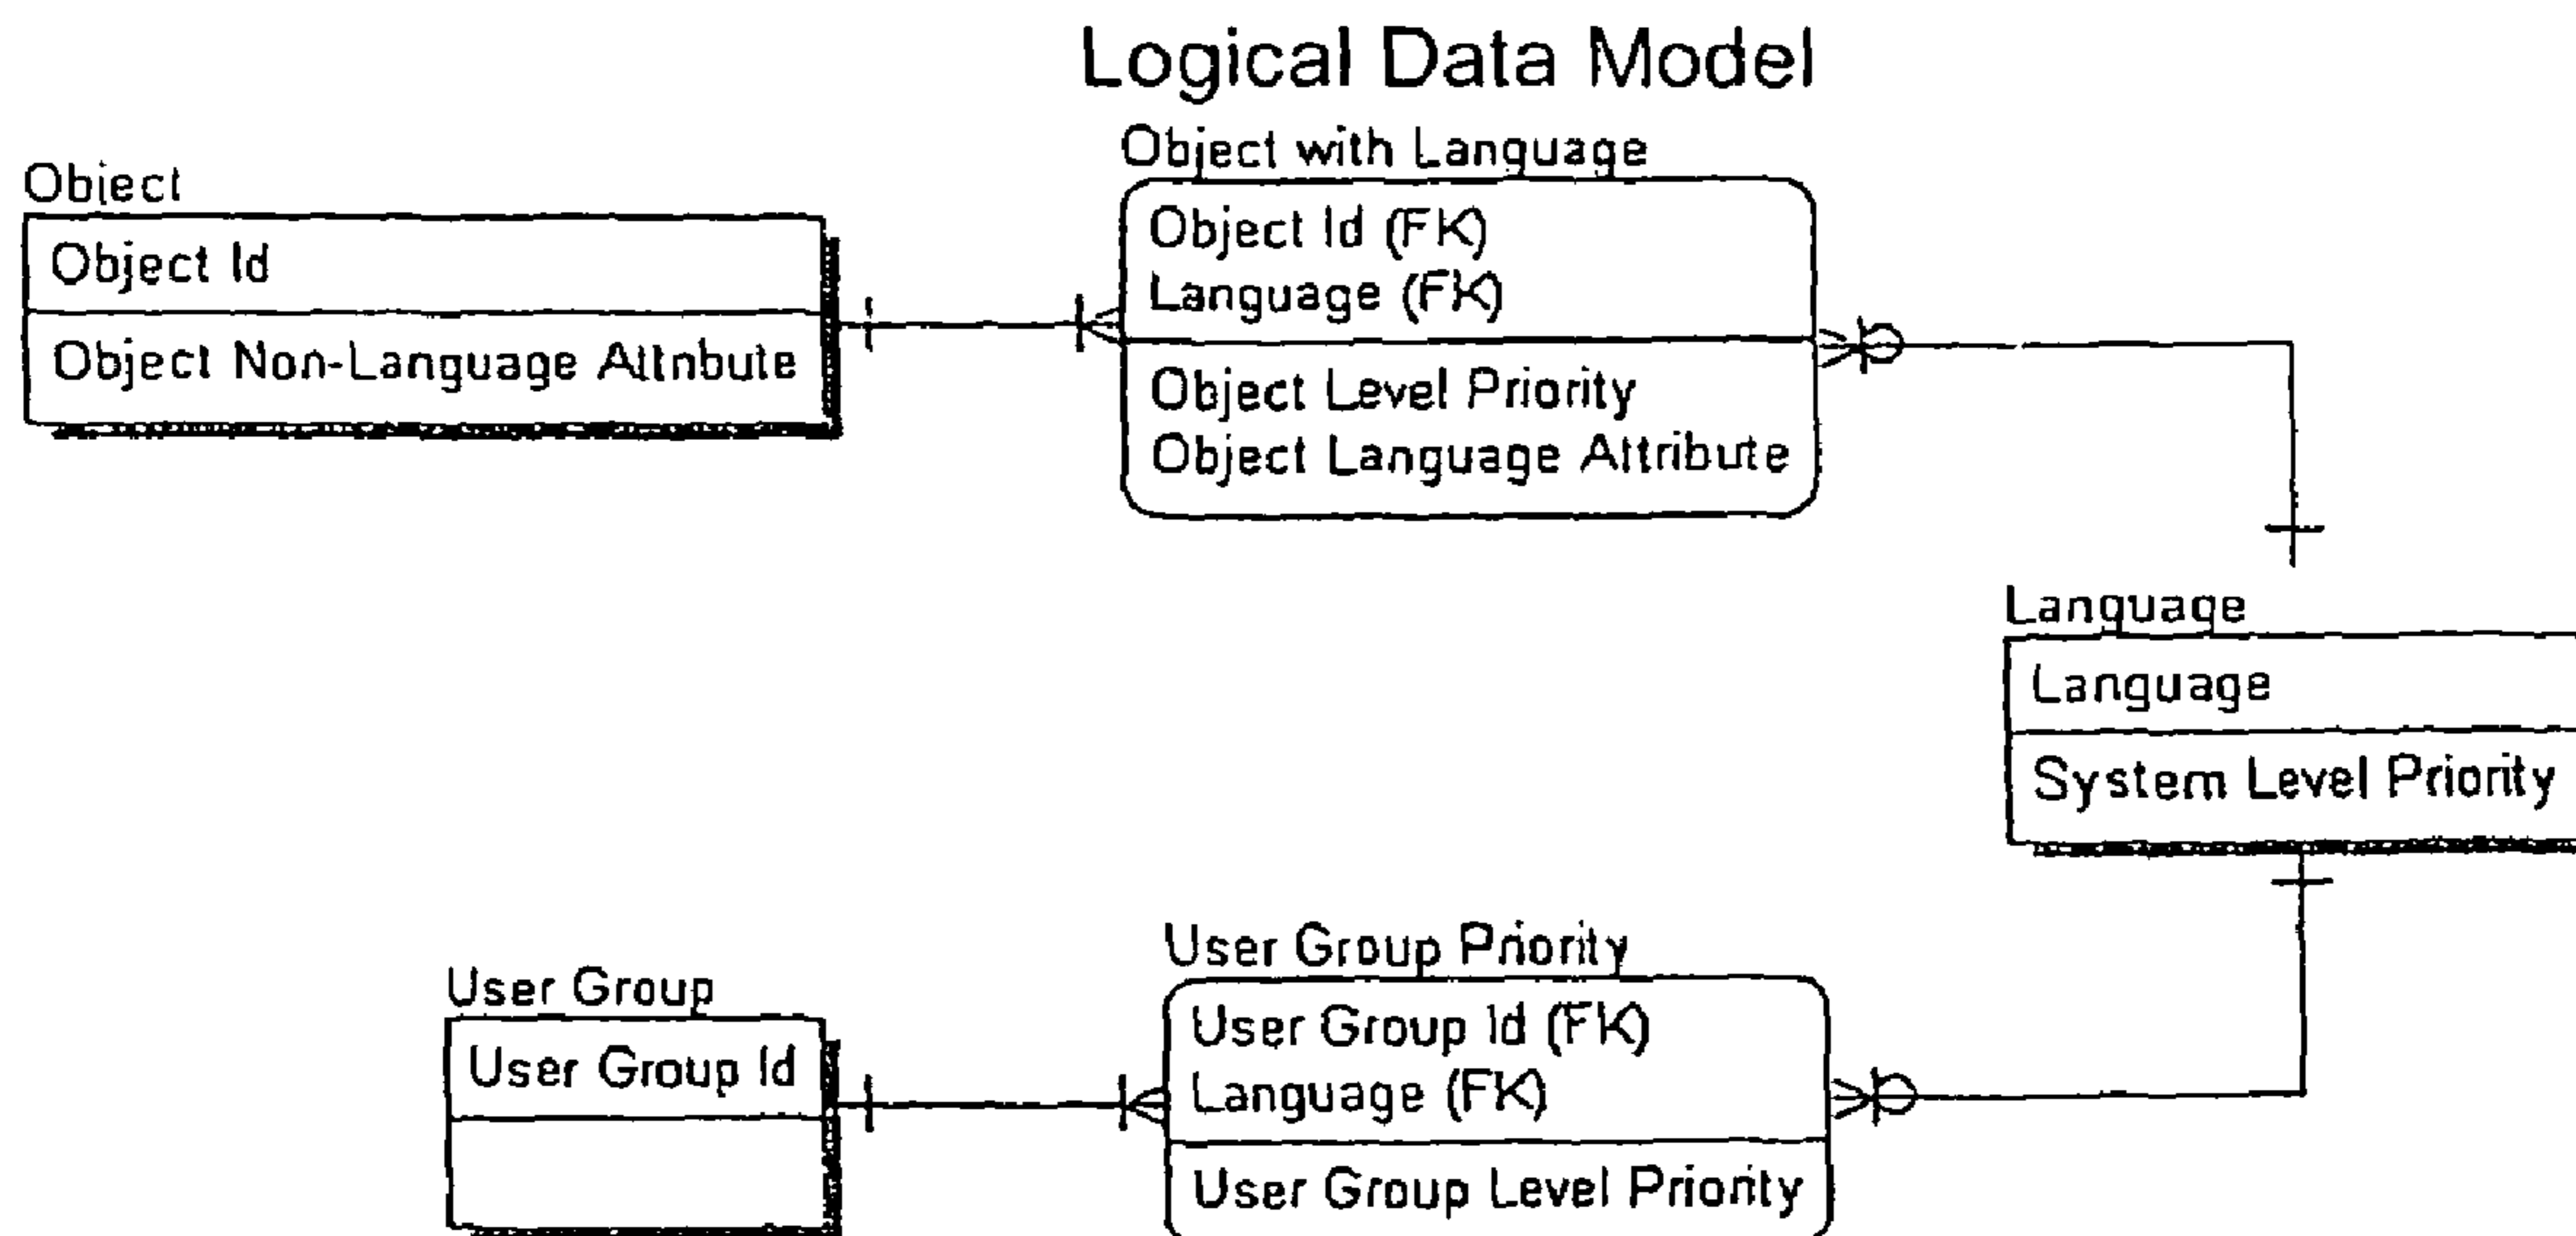 Logical Data Model
Object
Object Id
Object Non-Language Attribute
Object with Language
Object Id (FK)
Language (FK)
Object Level Priority
Object Language Attribute
Language
Language
System Level Priority
User Group
User Group Id
User Group Priority
User Group Id (FK)
Language (FK)
User Group Level Priority